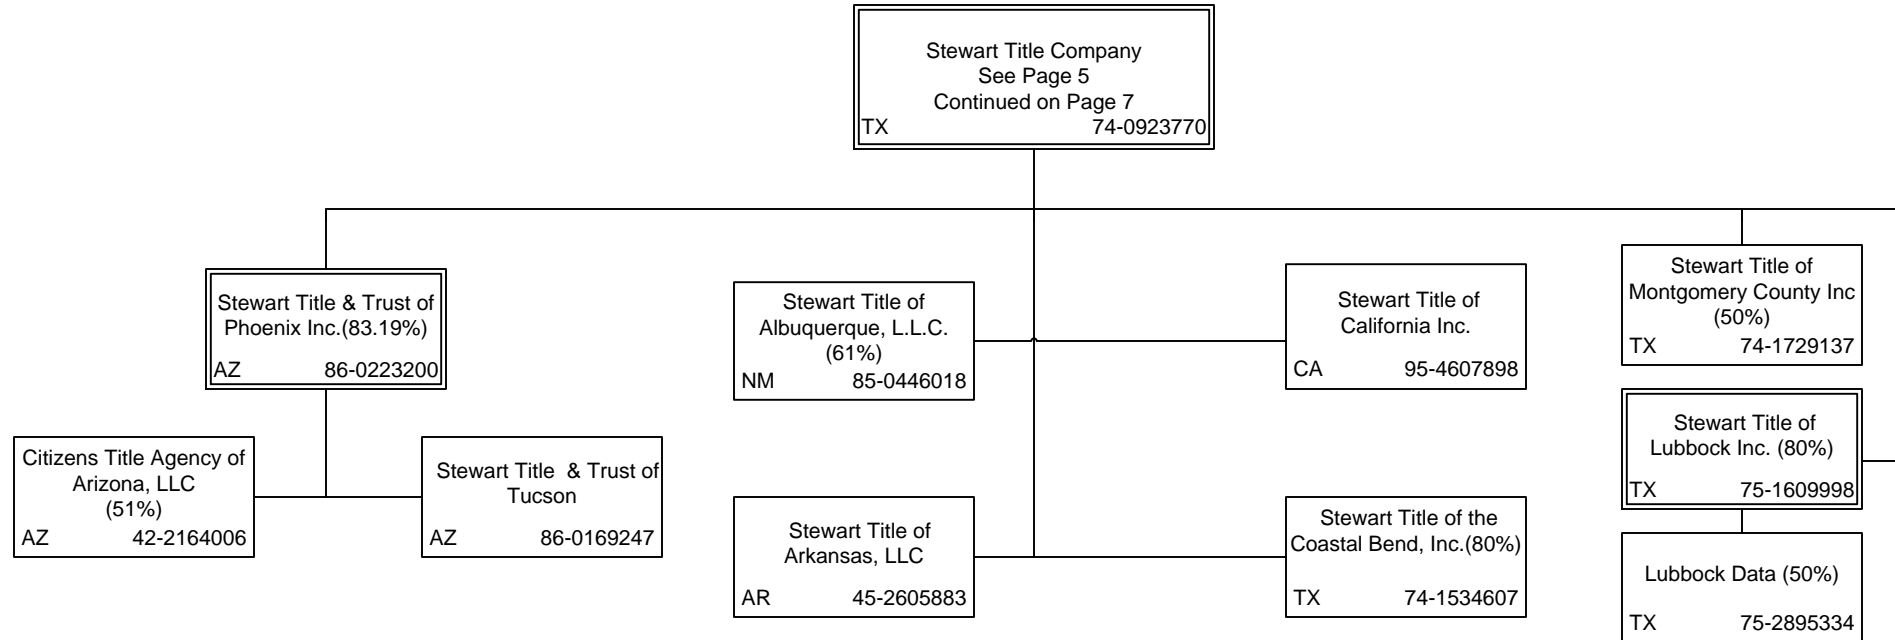 Stewart Title Company
See Page 5
Continued on Page 7
TX 74-0923770
Stewart Title & Trust of
Phoenix Inc.(83.19%)
AZ 86-0223200
Citizens Title Agency of
Arizona, LLC
(51%)
AZ 42-2164006
Stewart Title & Trust of
Tucson
AZ 86-0169247
Stewart Title of
Albuquerque, L.L.C.
(61%)
NM 85-0446018
Stewart Title of
California Inc.
CA 95-4607898
Stewart Title of
Arkansas, LLC
AR 45-2605883
Stewart Title of the
Coastal Bend, Inc.(80%)
TX 74-1534607
Stewart Title of
Montgomery County Inc
(50%)
TX 74-1729137
Stewart Title of
Lubbock Inc. (80%)
TX 75-1609998
Lubbock Data (50%)
TX 75-2895334